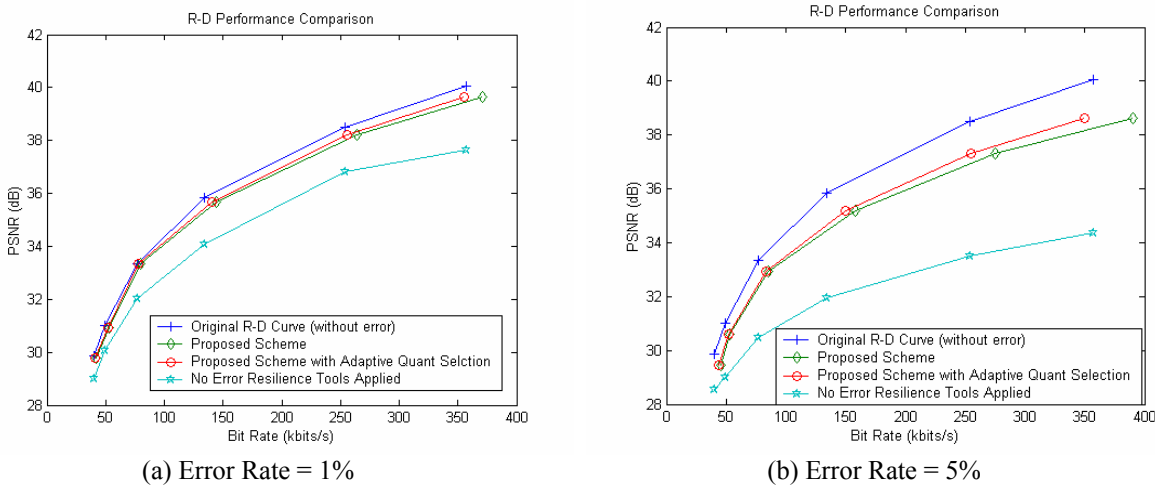 R-D Performance Comparison
42
40
38
36
34
32
30
28
PSNR (dB)
0 50 100 150 200 250 300 350 400
Bit Rate (kbits/s)
Original R-D Curve (without error)
Proposed Scheme
Proposed Scheme with Adaptive Quant Selction
No Error Resilience Tools Applied
(a) Error Rate = 1%
R-D Performance Comparison
42
40
38
36
34
32
30
28
PSNR (dB)
0 50 100 150 200 250 300 350 400
Bit Rate (kbits/s)
Original R-D Curve (without error)
Proposed Scheme
Proposed Scheme with Adaptive Quant Selection
No Error Resilience Tools Applied
(b) Error Rate = 5%